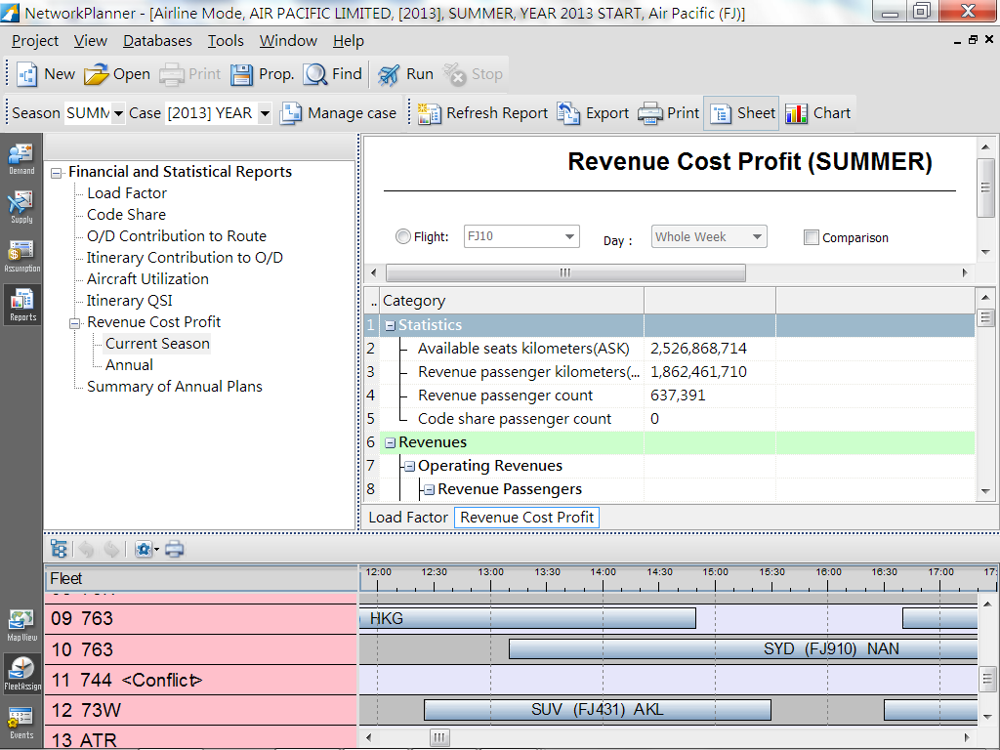 NetworkPlanner - [Airline Mode, AIR PACIFIC LIMITED, [2013], SUMMER, YEAR 2013 START, Air Pacific (FJ)]
Project View Databases Tools Window Help
New Open Print Prop. Find Run Stop
Season SUMM Case [2013] YEAR Manage case Refresh Report Export Print Sheet Chart
Demand
Supply
Assumption
Reports
Financial and Statistical Reports
Load Factor
Code Share
O/D Contribution to Route
Itinerary Contribution to O/D
Aircraft Utilization
Itinerary QSI
Revenue Cost Profit
Current Season
Annual
Summary of Annual Plans
Revenue Cost Profit (SUMMER)
Flight: FJ10 Day : Whole Week Comparison
.. Category
1 Statistics
2 Available seats kilometers(ASK) 2,526,868,714
3 Revenue passenger kilometers(... 1,862,461,710
4 Revenue passenger count 637,391
5 Code share passenger count 0
6 Revenues
7 Operating Revenues
8 Revenue Passengers
Load Factor Revenue Cost Profit
Map View
FleetAssign
Events
Fleet 12:00 12:30 13:00 13:30 14:00 14:30 15:00 15:30 16:00 16:30 17:00 17:
09 763 HKG
10 763 SYD (FJ910) NAN
11 744 <Conflict>
12 73W SUV (FJ431) AKL
13 ATR